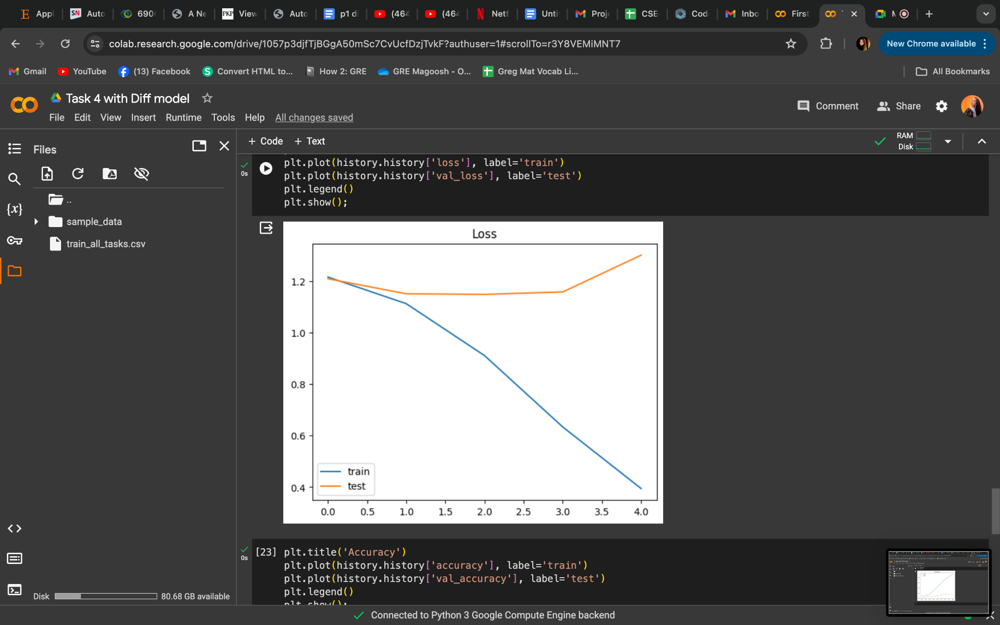 Appl
SN Auto
690
A Ne
PKP View
Auto
p1 di
(464
(464
Netf
Unti
Proje
CSE
Cod
Inbo
First
colab.research.google.com/drive/1057p3djfTjBGgA50mSc7CvUcfDzjTvkF?authuser=1#scrollTo=r3Y8VEMiMNT7
New Chrome available
Gmail
YouTube
(13) Facebook
Convert HTML to...
How 2: GRE
GRE Magoosh - O...
Greg Mat Vocab Li...
All Bookmarks
Task 4 with Diff model
File Edit View Insert Runtime Tools Help All changes saved
Comment
Share
Files
+ Code + Text
RAM
Disk
..
sample_data
train_all_tasks.csv
{x}
0s
plt.plot(history.history['loss'], label='train')
plt.plot(history.history['val_loss'], label='test')
plt.legend()
plt.show();
Loss
1.2
1.0
0.8
0.6
0.4
train
test
0.0 0.5 1.0 1.5 2.0 2.5 3.0 3.5 4.0
0s
[23] plt.title('Accuracy')
plt.plot(history.history['accuracy'], label='train')
plt.plot(history.history['val_accuracy'], label='test')
plt.legend()
plt.show();
Disk 80.68 GB available
Connected to Python 3 Google Compute Engine backend